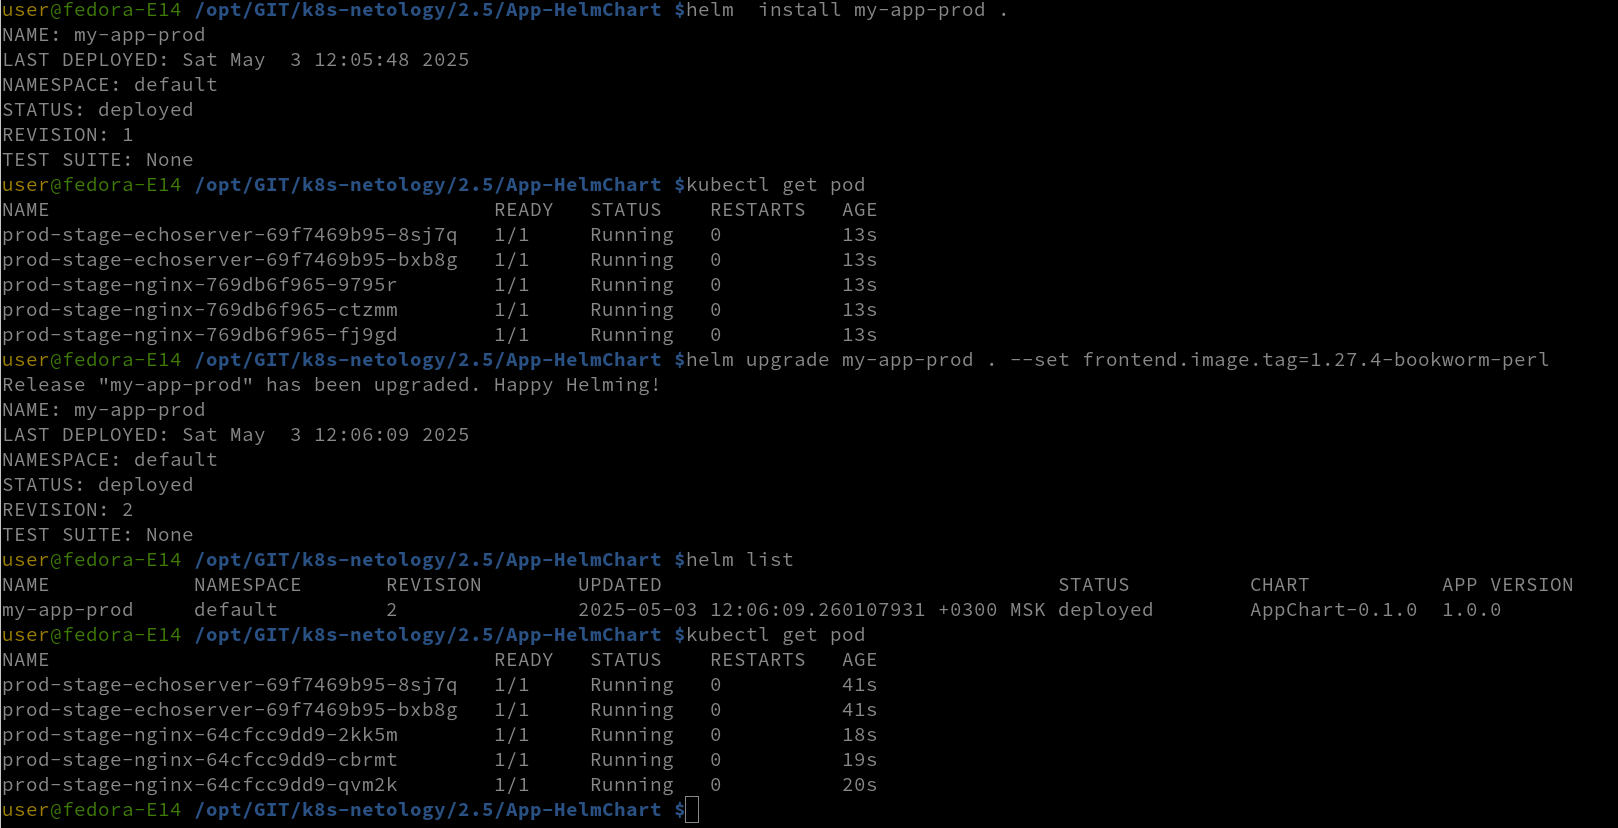 user@fedora-E14 /opt/GIT/k8s-netology/2.5/App-HelmChart $helm  install my-app-prod .
NAME: my-app-prod
LAST DEPLOYED: Sat May  3 12:05:48 2025
NAMESPACE: default
STATUS: deployed
REVISION: 1
TEST SUITE: None
user@fedora-E14 /opt/GIT/k8s-netology/2.5/App-HelmChart $kubectl get pod
NAME                                     READY   STATUS    RESTARTS   AGE
prod-stage-echoserver-69f7469b95-8sj7q   1/1     Running   0          13s
prod-stage-echoserver-69f7469b95-bxb8g   1/1     Running   0          13s
prod-stage-nginx-769db6f965-9795r        1/1     Running   0          13s
prod-stage-nginx-769db6f965-ctzmm        1/1     Running   0          13s
prod-stage-nginx-769db6f965-fj9gd        1/1     Running   0          13s
user@fedora-E14 /opt/GIT/k8s-netology/2.5/App-HelmChart $helm upgrade my-app-prod . --set frontend.image.tag=1.27.4-bookworm-perl
Release "my-app-prod" has been upgraded. Happy Helming!
NAME: my-app-prod
LAST DEPLOYED: Sat May  3 12:06:09 2025
NAMESPACE: default
STATUS: deployed
REVISION: 2
TEST SUITE: None
user@fedora-E14 /opt/GIT/k8s-netology/2.5/App-HelmChart $helm list
NAME            NAMESPACE       REVISION        UPDATED                                 STATUS          CHART           APP VERSION
my-app-prod     default         2               2025-05-03 12:06:09.260107931 +0300 MSK deployed        AppChart-0.1.0  1.0.0
user@fedora-E14 /opt/GIT/k8s-netology/2.5/App-HelmChart $kubectl get pod
NAME                                     READY   STATUS    RESTARTS   AGE
prod-stage-echoserver-69f7469b95-8sj7q   1/1     Running   0          41s
prod-stage-echoserver-69f7469b95-bxb8g   1/1     Running   0          41s
prod-stage-nginx-64cfcc9dd9-2kk5m        1/1     Running   0          18s
prod-stage-nginx-64cfcc9dd9-cbrmt        1/1     Running   0          19s
prod-stage-nginx-64cfcc9dd9-qvm2k        1/1     Running   0          20s
user@fedora-E14 /opt/GIT/k8s-netology/2.5/App-HelmChart $